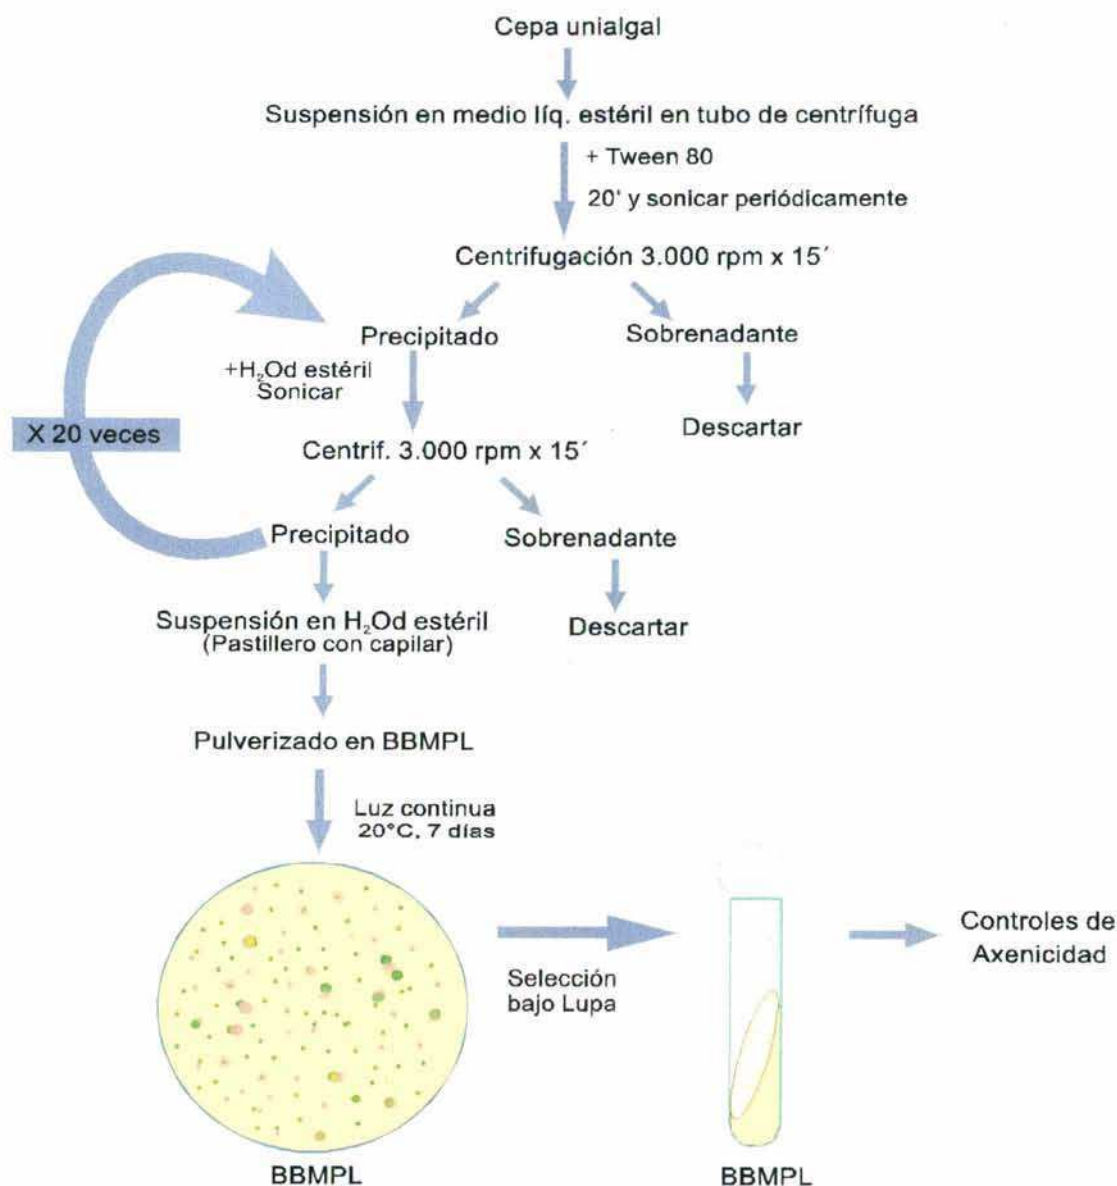 Cepa unialgal
Suspensión en medio líq. estéril en tubo de centrífuga
+ Tween 80
20' y sonicar periódicamente
Centrifugación 3.000 rpm x 15´
Precipitado
Sobrenadante
+H₂Od estéril
Sonicar
Descartar
X 20 veces
Centrif. 3.000 rpm x 15´
Precipitado
Sobrenadante
Suspensión en H₂Od estéril
(Pastillero con capilar)
Descartar
Pulverizado en BBMPL
Luz continua
20°C, 7 días
Selección
bajo Lupa
Controles de
Axenicidad
BBMPL
BBMPL